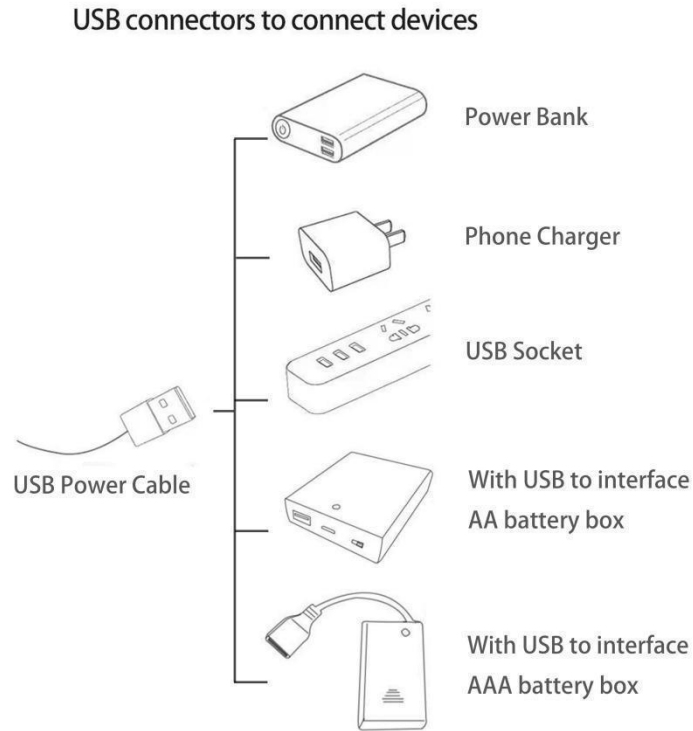 USB connectors to connect devices
Power Bank
Phone Charger
USB Socket
USB Power Cable
With USB to interface
AA battery box
With USB to interface
AAA battery box